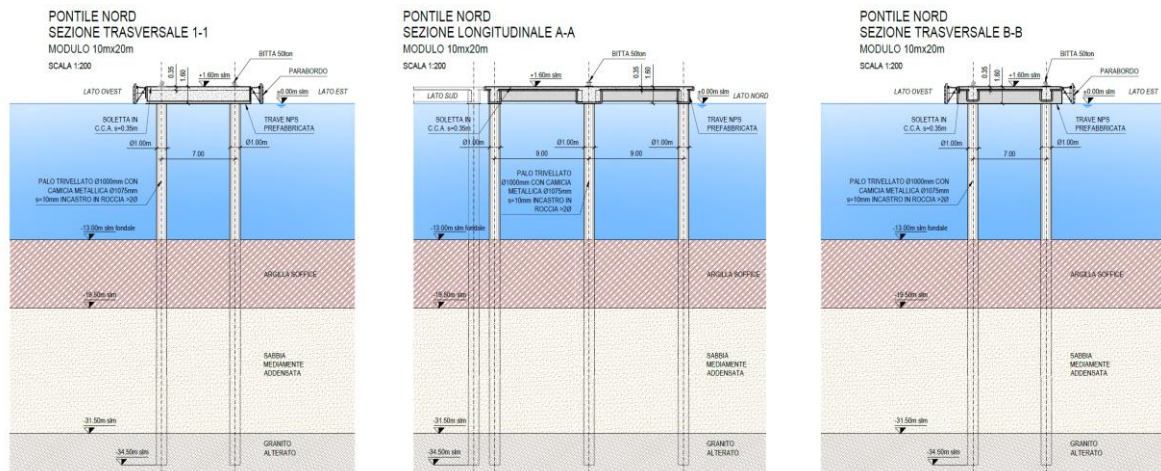 PONTILE NORD
SEZIONE TRASVERSALE 1-1
MODULO 10mx20m
SCALA 1:200
BITTA 50ton
+1.60m slm
0.35
1.60
PARABORDO
LATO OVEST
LATO EST
±0.00m slm
SOLETTA IN
C.C.A. s=0.35m
TRAVE NPS
PREFABBRICATA
Ø1.00m
Ø1.00m
7.00
PALO TRIVELLATO Ø1000mm CON
CAMICIA METALLICA Ø1075mm
s=10mm INCASTRO IN ROCCIA >2Ø
-13.00m slm fondale
ARGILLA SOFFICE
-19.50m slm
SABBIA
MEDIAMENTE
ADDENSATA
-31.50m slm
GRANITO
ALTERATO
-34.50m slm
PONTILE NORD
SEZIONE LONGITUDINALE A-A
MODULO 10mx20m
SCALA 1:200
BITTA 50ton
+1.60m slm
0.35
1.60
LATO SUD
LATO NORD
±0.00m slm
SOLETTA IN
C.C.A. s=0.35m
TRAVE NPS
PREFABBRICATA
Ø1.00m
Ø1.00m
Ø1.00m
9.00
9.00
PALO TRIVELLATO
Ø1000mm CON CAMICIA
METALLICA Ø1075mm
s=10mm INCASTRO IN
ROCCIA >2Ø
-13.00m slm fondale
ARGILLA SOFFICE
-19.50m slm
SABBIA
MEDIAMENTE
ADDENSATA
-31.50m slm
GRANITO
ALTERATO
-34.50m slm
PONTILE NORD
SEZIONE TRASVERSALE B-B
MODULO 10mx20m
SCALA 1:200
BITTA 50ton
+1.60m slm
0.35
1.60
PARABORDO
LATO OVEST
LATO EST
±0.00m slm
SOLETTA IN
C.C.A. s=0.35m
TRAVE NPS
PREFABBRICATA
Ø1.00m
Ø1.00m
7.00
PALO TRIVELLATO Ø1000mm CON
CAMICIA METALLICA Ø1075mm
s=10mm INCASTRO IN ROCCIA >2Ø
-13.00m slm fondale
ARGILLA SOFFICE
-19.50m slm
SABBIA
MEDIAMENTE
ADDENSATA
-31.50m slm
GRANITO
ALTERATO
-34.50m slm